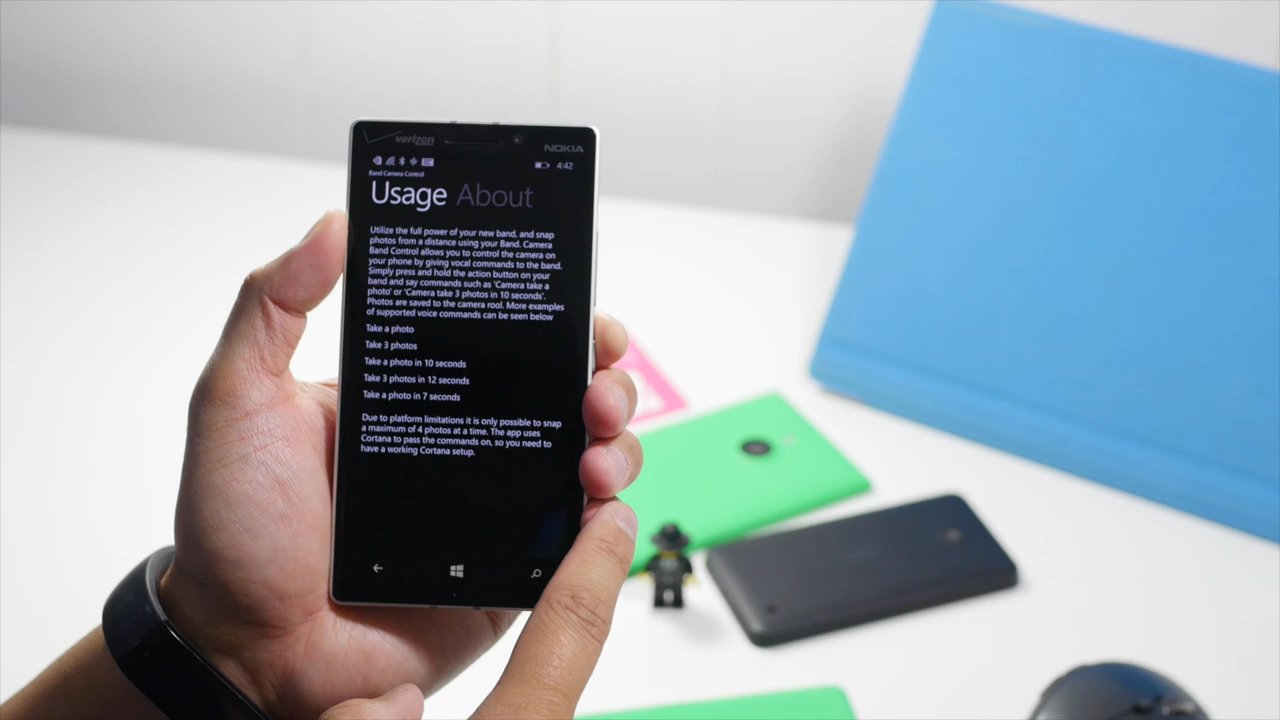 verizon
NOKIA
4:42
Band Camera Control
Usage About
Utilize the full power of your new band, and snap
photos from a distance using your Band. Camera
Band Control allows you to control the camera on
your phone by giving vocal commands to the band.
Simply press and hold the action button on your
band and say commands such as 'Camera take a
photo' or 'Camera take 3 photos in 10 seconds'.
Photos are saved to the camera rool. More examples
of supported voice commands can be seen below
Take a photo
Take 3 photos
Take a photo in 10 seconds
Take 3 photos in 12 seconds
Take a photo in 7 seconds
Due to platform limitations it is only possible to snap
a maximum of 4 photos at a time. The app uses
Cortana to pass the commands on, so you need to
have a working Cortana setup.